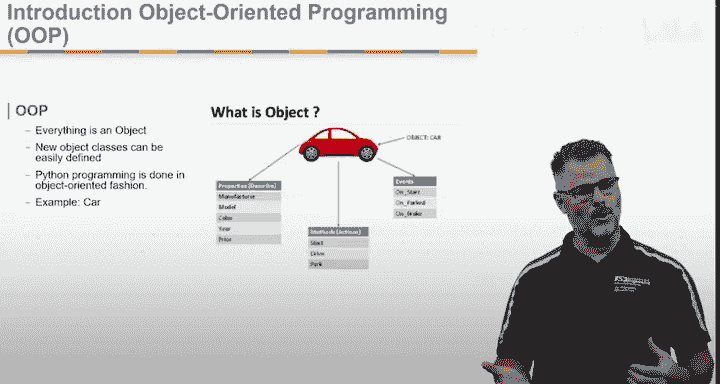 Introduction Object-Oriented Programming
(OOP)
OOP
– Everything is an Object
– New object classes can be
easily defined
– Python programming is done in
object-oriented fashion.
– Example: Car
What is Object ?
OBJECT: CAR
Properties (Describe)
Manufacturer
Model
Color
Year
Price
Methods (Actions)
Start
Drive
Park
Events
On_Start
On_Parked
On_Brake